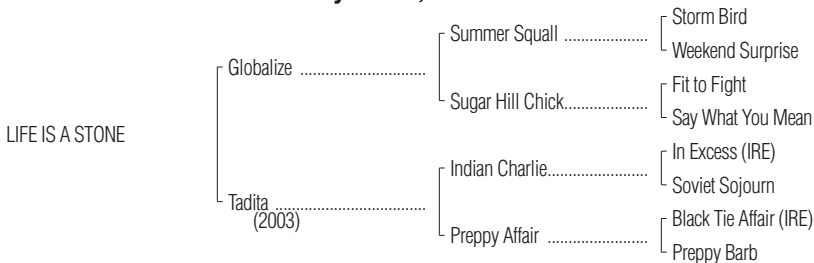 Storm Bird
Summer Squall ....................
Weekend Surprise
Globalize ..............................
Fit to Fight
Sugar Hill Chick....................
Say What You Mean
LIFE IS A STONE
In Excess (IRE)
Indian Charlie........................
Soviet Sojourn
Tadita ....................................
(2003)
Black Tie Affair (IRE)
Preppy Affair ........................
Preppy Barb